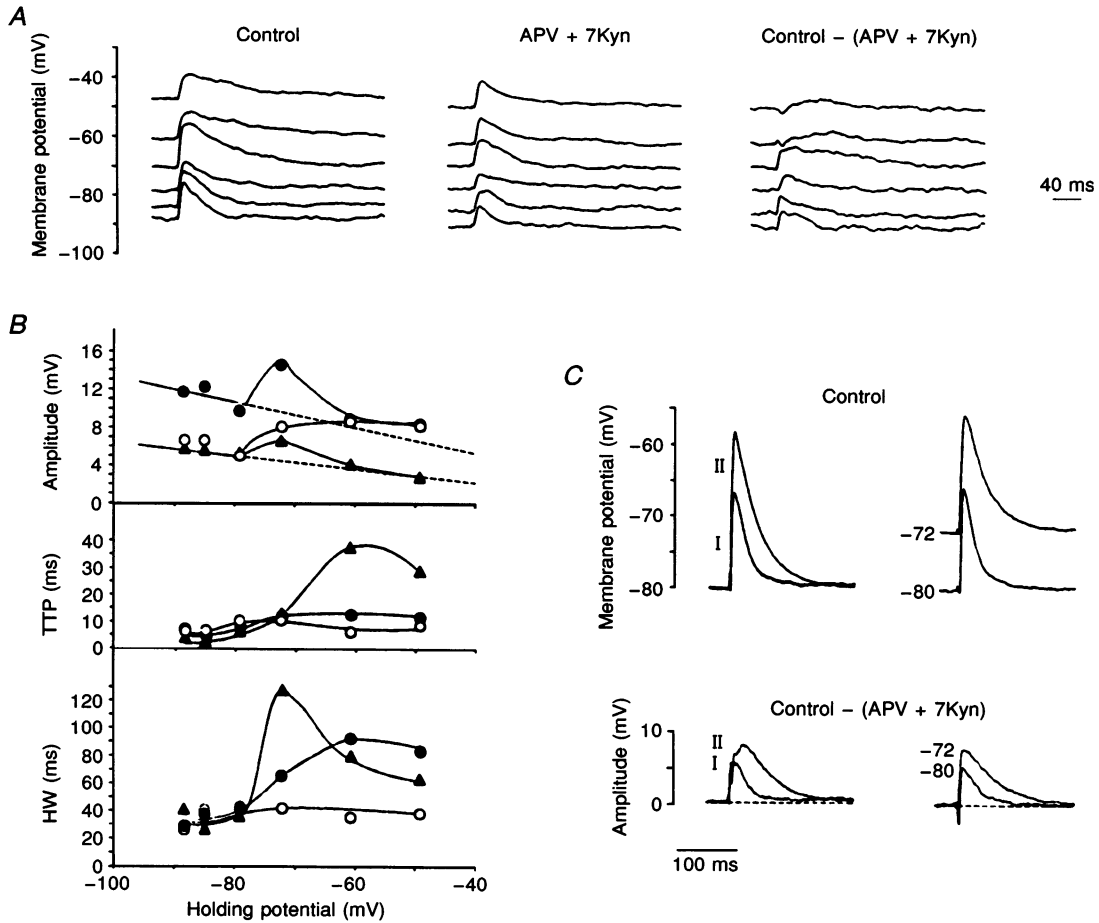 A
Control
APV + 7Kyn
Control – (APV + 7Kyn)
Membrane potential (mV)
−40
−60
−80
−100
40 ms
B
Amplitude (mV)
16
12
8
4
0
TTP (ms)
40
30
20
10
0
HW (ms)
120
100
80
60
40
20
0
−100
−80
−60
−40
Holding potential (mV)
C
Control
Membrane potential (mV)
−60
−70
−80
II
I
−72
−80
Control – (APV + 7Kyn)
Amplitude (mV)
10
0
II
I
−72
−80
100 ms